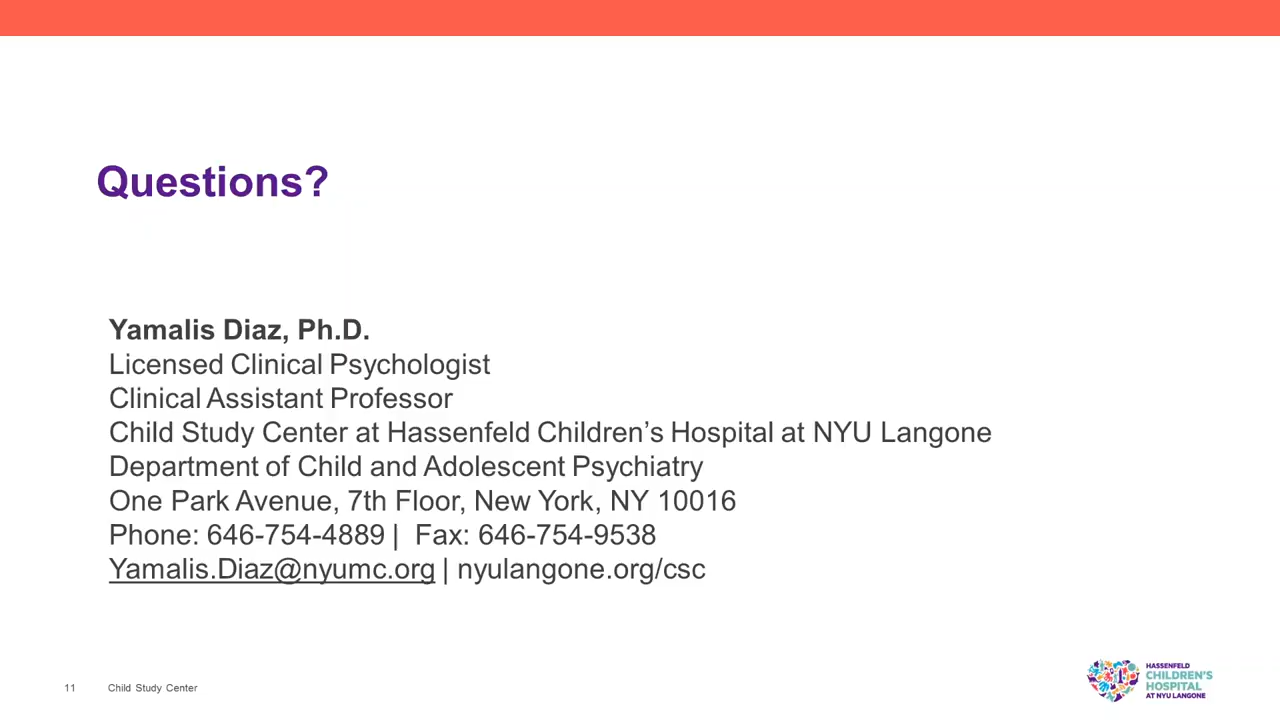 Questions?
Yamalis Diaz, Ph.D.
Licensed Clinical Psychologist
Clinical Assistant Professor
Child Study Center at Hassenfeld Children’s Hospital at NYU Langone
Department of Child and Adolescent Psychiatry
One Park Avenue, 7th Floor, New York, NY 10016
Phone: 646-754-4889 | Fax: 646-754-9538
Yamalis.Diaz@nyumc.org | nyulangone.org/csc
11 Child Study Center
HASSENFELD
CHILDREN'S
HOSPITAL
AT NYU LANGONE